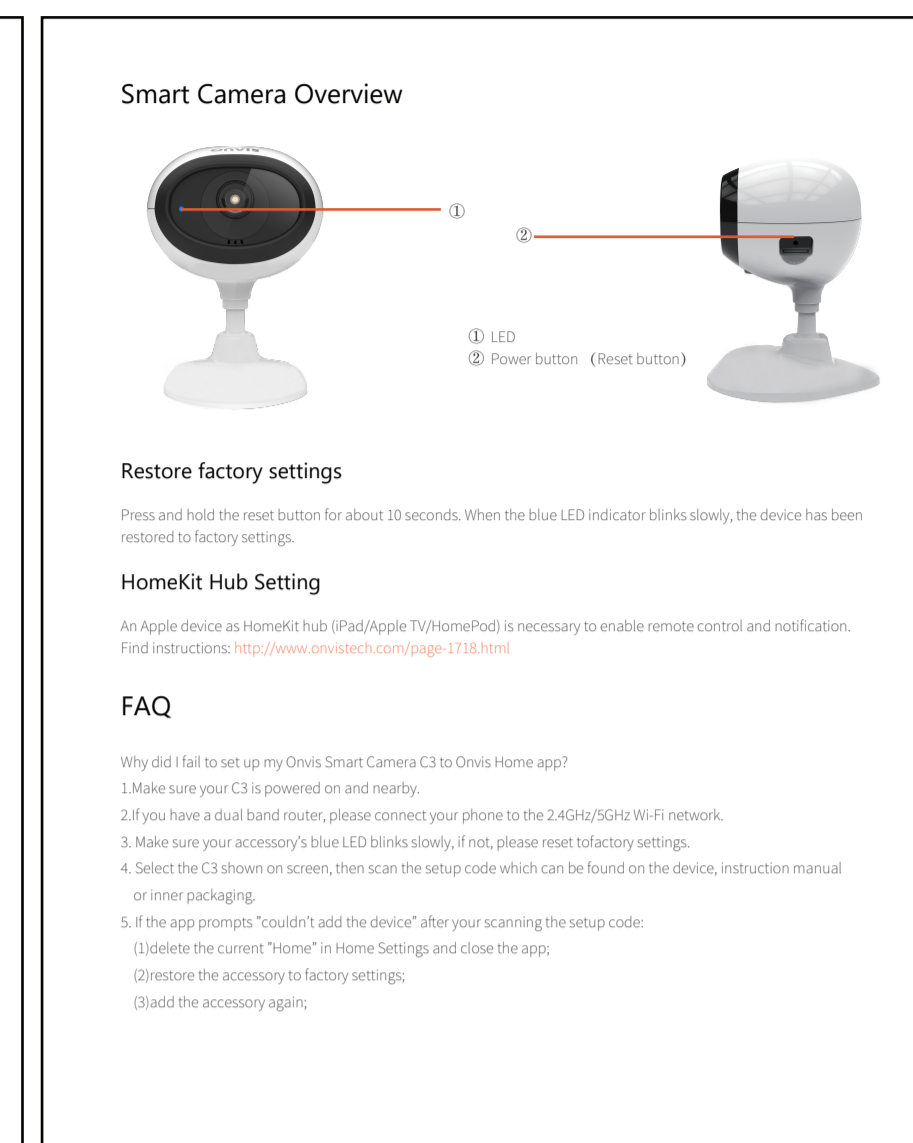 Smart Camera Overview
onvis
①
②
① LED
② Power button （Reset button）
Restore factory settings
Press and hold the reset button for about 10 seconds. When the blue LED indicator blinks slowly, the device has been
restored to factory settings.
HomeKit Hub Setting
An Apple device as HomeKit hub (iPad/Apple TV/HomePod) is necessary to enable remote control and notification.
Find instructions: http://www.onvistech.com/page-1718.html
FAQ
Why did I fail to set up my Onvis Smart Camera C3 to Onvis Home app?
1.Make sure your C3 is powered on and nearby.
2.If you have a dual band router, please connect your phone to the 2.4GHz/5GHz Wi-Fi network.
3. Make sure your accessory's blue LED blinks slowly, if not, please reset tofactory settings.
4. Select the C3 shown on screen, then scan the setup code which can be found on the device, instruction manual
or inner packaging.
5. If the app prompts "couldn't add the device" after your scanning the setup code:
(1)delete the current "Home" in Home Settings and close the app;
(2)restore the accessory to factory settings;
(3)add the accessory again;